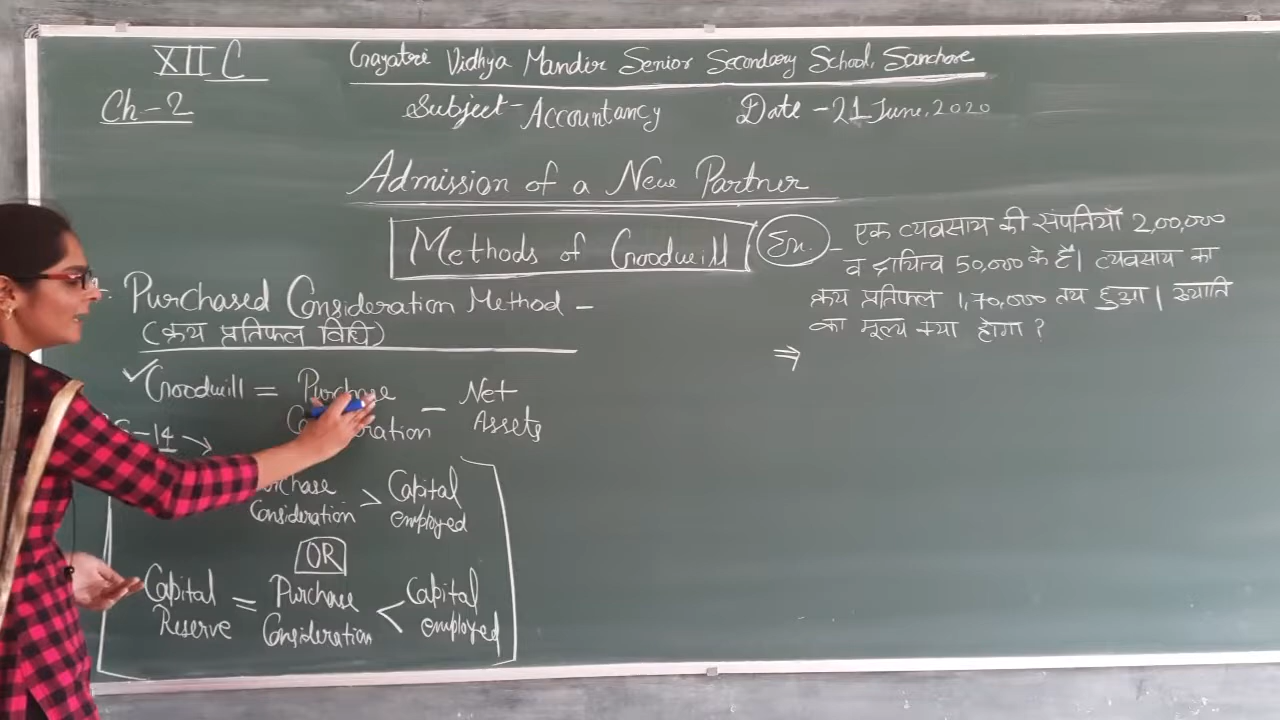 XII C
Gayatri Vidhya Mandir Senior Secondary School, Sanchore
Ch-2
Subject-Accountancy
Date -21 June, 2020
Admission of a New Partner
Methods of Goodwill
Purchased Consideration Method -
(क्रय प्रतिफल विधि)
✓Goodwill = Purchase Consideration - Net Assets
-14 →
Consideration > Capital employed
OR
Capital Reserve = Purchase Consideration < Capital employed
Ex. - एक व्यवसाय की संपत्तियाँ 2,00,000
व दायित्व 50,000 के हैं। व्यवसाय का
क्रय प्रतिफल 1,70,000 तय हुआ। ख्याति
का मूल्य क्या होगा ?
⇒